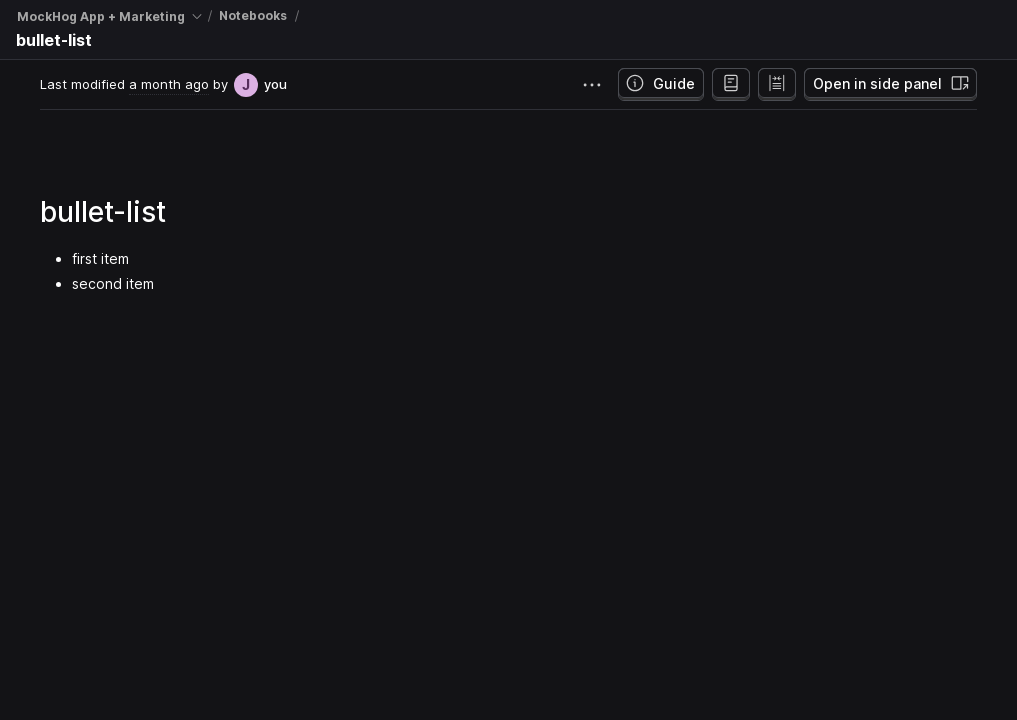 MockHog App + Marketing / Notebooks /
bullet-list
Last modified a month ago by J you
Guide
Open in side panel
bullet-list
• first item
• second item